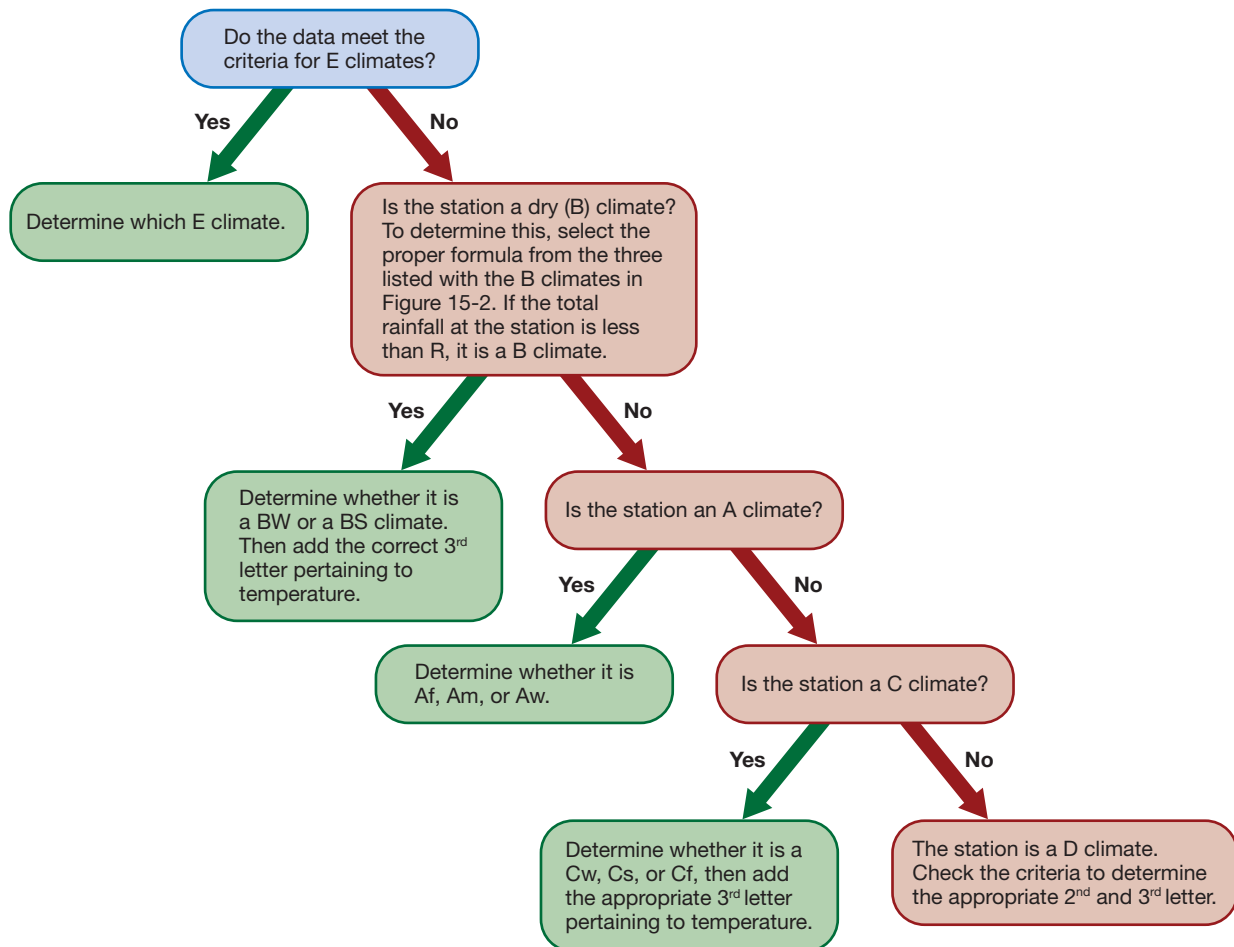 Do the data meet the
criteria for E climates?
Yes
No
Determine which E climate.
Is the station a dry (B) climate?
To determine this, select the
proper formula from the three
listed with the B climates in
Figure 15-2. If the total
rainfall at the station is less
than R, it is a B climate.
Yes
No
Determine whether it is
a BW or a BS climate.
Then add the correct 3rd
letter pertaining to
temperature.
Is the station an A climate?
Yes
No
Determine whether it is
Af, Am, or Aw.
Is the station a C climate?
Yes
No
Determine whether it is a
Cw, Cs, or Cf, then add
the appropriate 3rd letter
pertaining to temperature.
The station is a D climate.
Check the criteria to determine
the appropriate 2nd and 3rd letter.